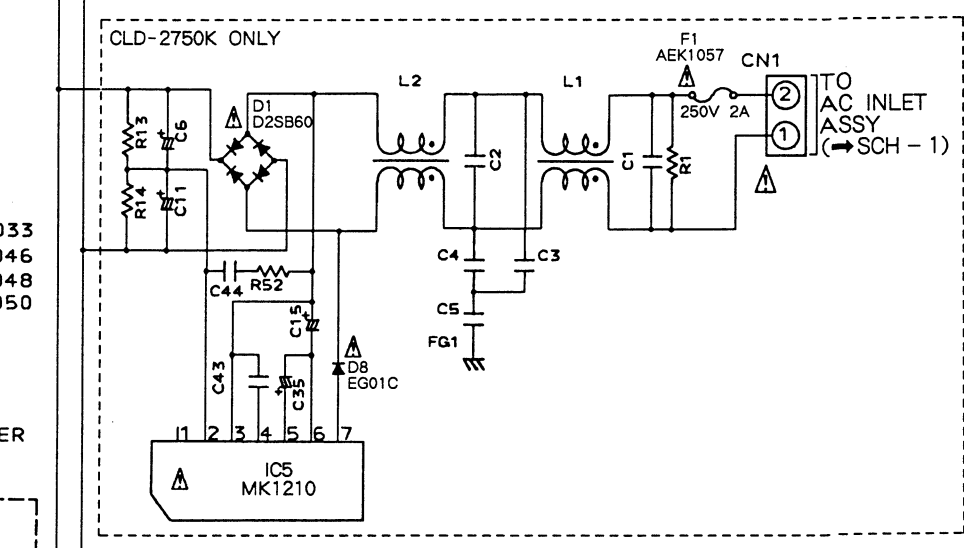 CLD-2750K ONLY
F1
AEK1057
CN1
L2
L1
2
TO
AC INLET
ASSY
(➡SCH - 1)
250V 2A
1
D1
D2SB60
R13
C6
R14
C11
C2
C1
R1
033
046
048
050
C4
C3
C44
R52
C5
FG1
C15
D8
EG01C
C43
C35
ER
1 2 3 4 5 6 7
IC5
MK1210